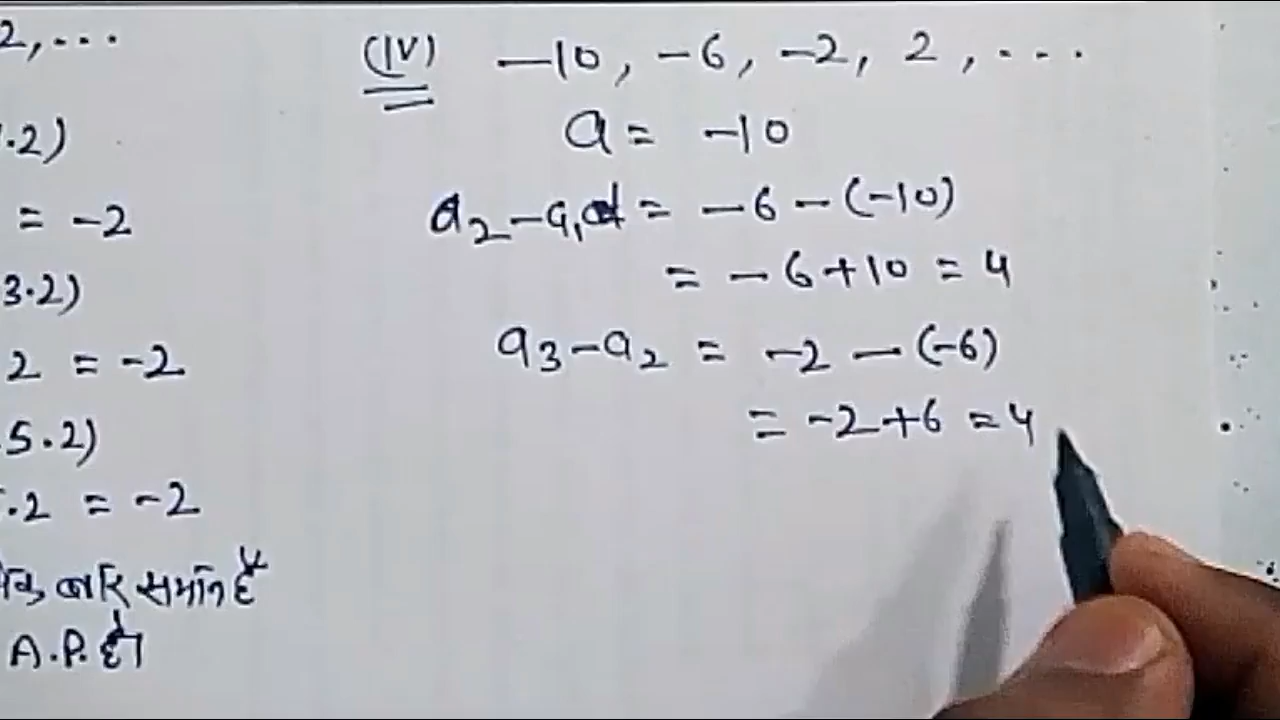 2, ...
.2)
= -2
3.2)
2 = -2
.5.2)
.2 = -2
समान है
A.P. है।
(IV) -10, -6, -2, 2, ...
a = -10
a2 - a1 = -6 - (-10)
= -6 + 10 = 4
a3 - a2 = -2 - (-6)
= -2 + 6 = 4